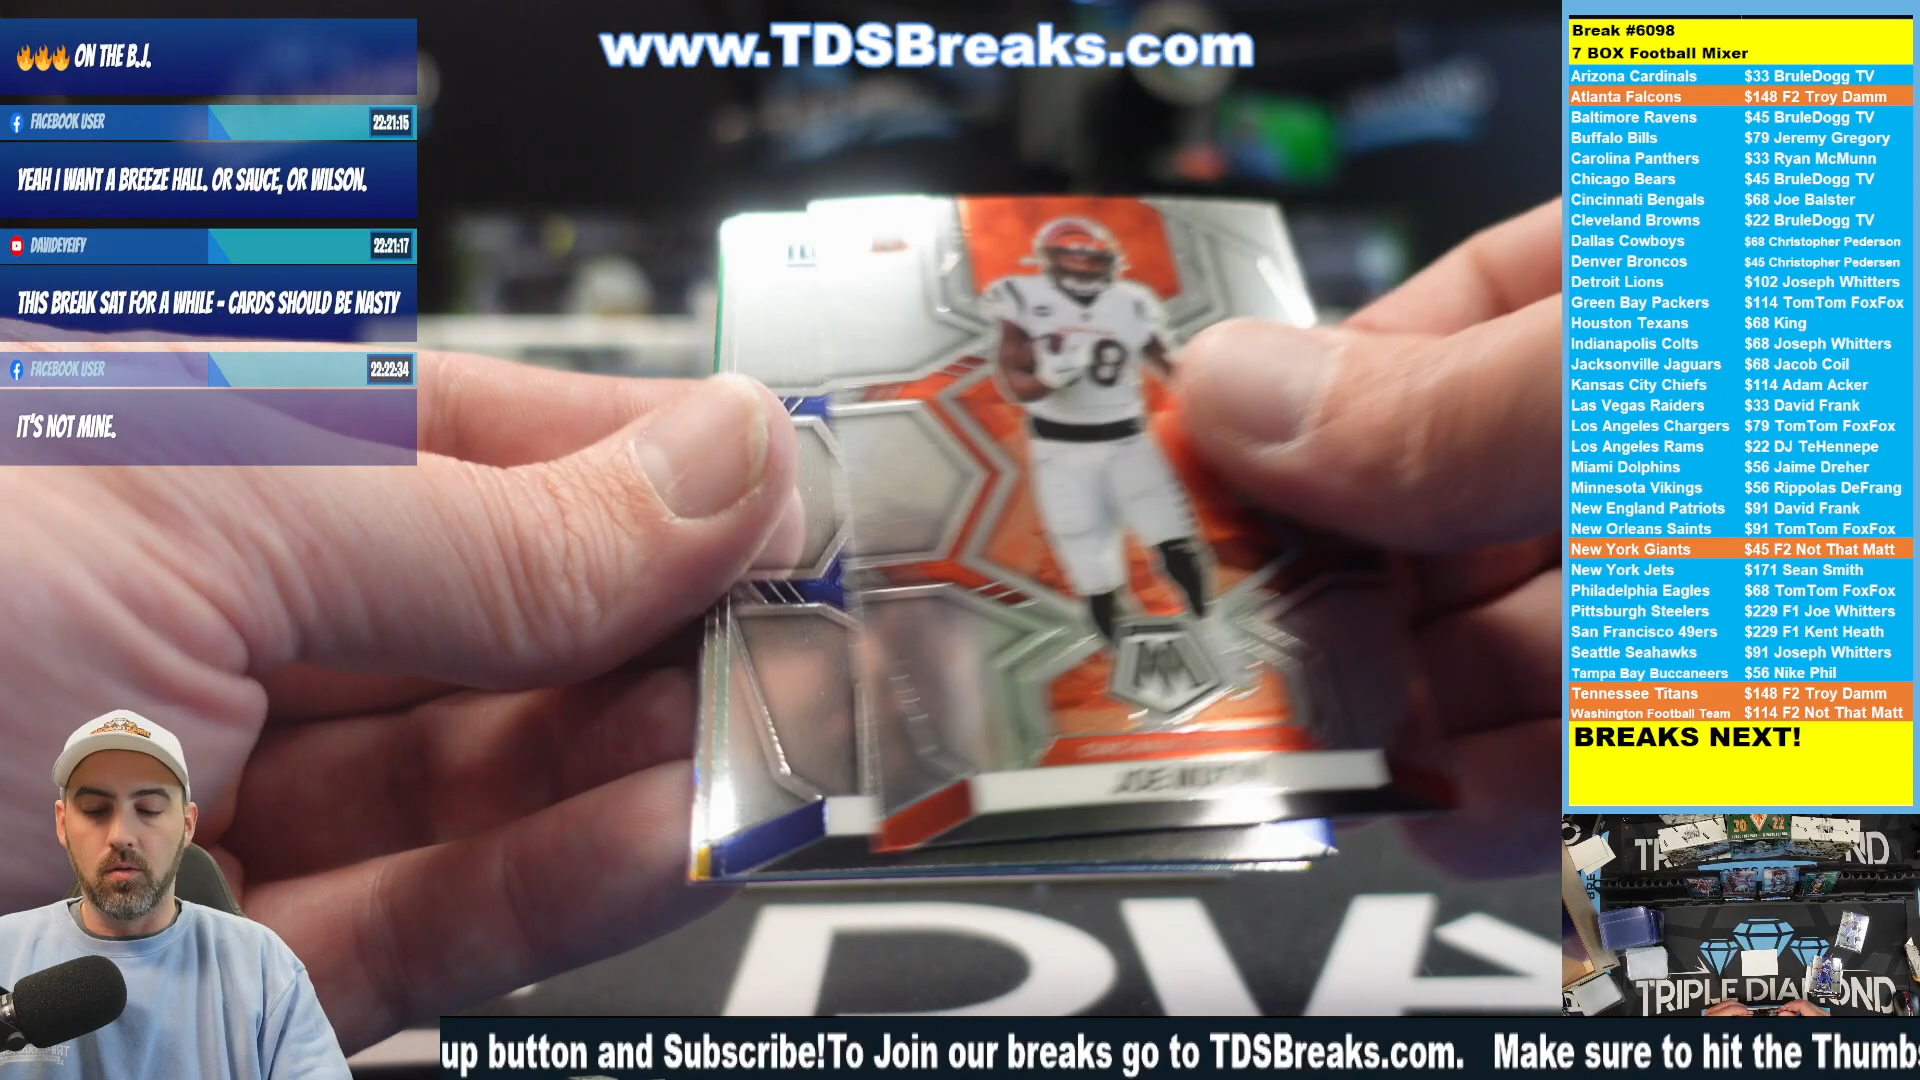 www.TDSBreaks.com
🔥🔥🔥 ON THE B.J.
FACEBOOK USER 22:21:15
YEAH I WANT A BREEZE HALL. OR SAUCE, OR WILSON.
DAVIDEYEIFY 22:21:17
THIS BREAK SAT FOR A WHILE - CARDS SHOULD BE NASTY
FACEBOOK USER 22:22:34
IT'S NOT MINE.
8
JOE MIXON
Break #6098
7 BOX Football Mixer
Arizona Cardinals $33 BruleDogg TV
Atlanta Falcons $148 F2 Troy Damm
Baltimore Ravens $45 BruleDogg TV
Buffalo Bills $79 Jeremy Gregory
Carolina Panthers $33 Ryan McMunn
Chicago Bears $45 BruleDogg TV
Cincinnati Bengals $68 Joe Balster
Cleveland Browns $22 BruleDogg TV
Dallas Cowboys $68 Christopher Pederson
Denver Broncos $45 Christopher Pedersen
Detroit Lions $102 Joseph Whitters
Green Bay Packers $114 TomTom FoxFox
Houston Texans $68 King
Indianapolis Colts $68 Joseph Whitters
Jacksonville Jaguars $68 Jacob Coil
Kansas City Chiefs $114 Adam Acker
Las Vegas Raiders $33 David Frank
Los Angeles Chargers $79 TomTom FoxFox
Los Angeles Rams $22 DJ TeHennepe
Miami Dolphins $56 Jaime Dreher
Minnesota Vikings $56 Rippolas DeFrang
New England Patriots $91 David Frank
New Orleans Saints $91 TomTom FoxFox
New York Giants $45 F2 Not That Matt
New York Jets $171 Sean Smith
Philadelphia Eagles $68 TomTom FoxFox
Pittsburgh Steelers $229 F1 Joe Whitters
San Francisco 49ers $229 F1 Kent Heath
Seattle Seahawks $91 Joseph Whitters
Tampa Bay Buccaneers $56 Nike Phil
Tennessee Titans $148 F2 Troy Damm
Washington Football Team $114 F2 Not That Matt
BREAKS NEXT!
TRIPLE DIAMOND
up button and Subscribe!To Join our breaks go to TDSBreaks.com. Make sure to hit the Thumbs